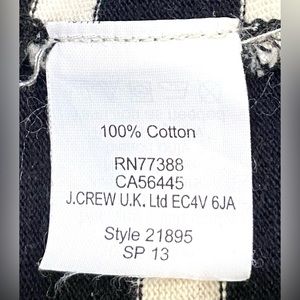 100% Cotton
RN77388
CA56445
J.CREW U.K. Ltd EC4V 6JA
Style 21895
SP 13